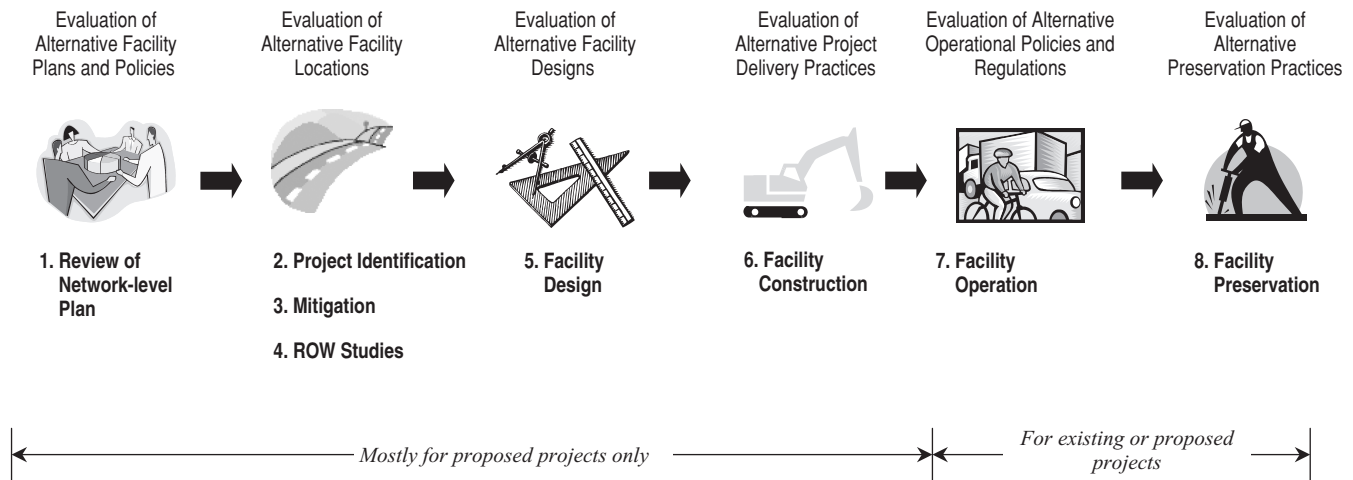 Evaluation of
Alternative Facility
Plans and Policies
Evaluation of
Alternative Facility
Locations
Evaluation of
Alternative Facility
Designs
Evaluation of
Alternative Project
Delivery Practices
Evaluation of Alternative
Operational Policies and
Regulations
Evaluation of
Alternative
Preservation Practices
1. Review of
Network-level
Plan
2. Project Identification
3. Mitigation
4. ROW Studies
5. Facility
Design
6. Facility
Construction
7. Facility
Operation
8. Facility
Preservation
Mostly for proposed projects only
For existing or proposed
projects